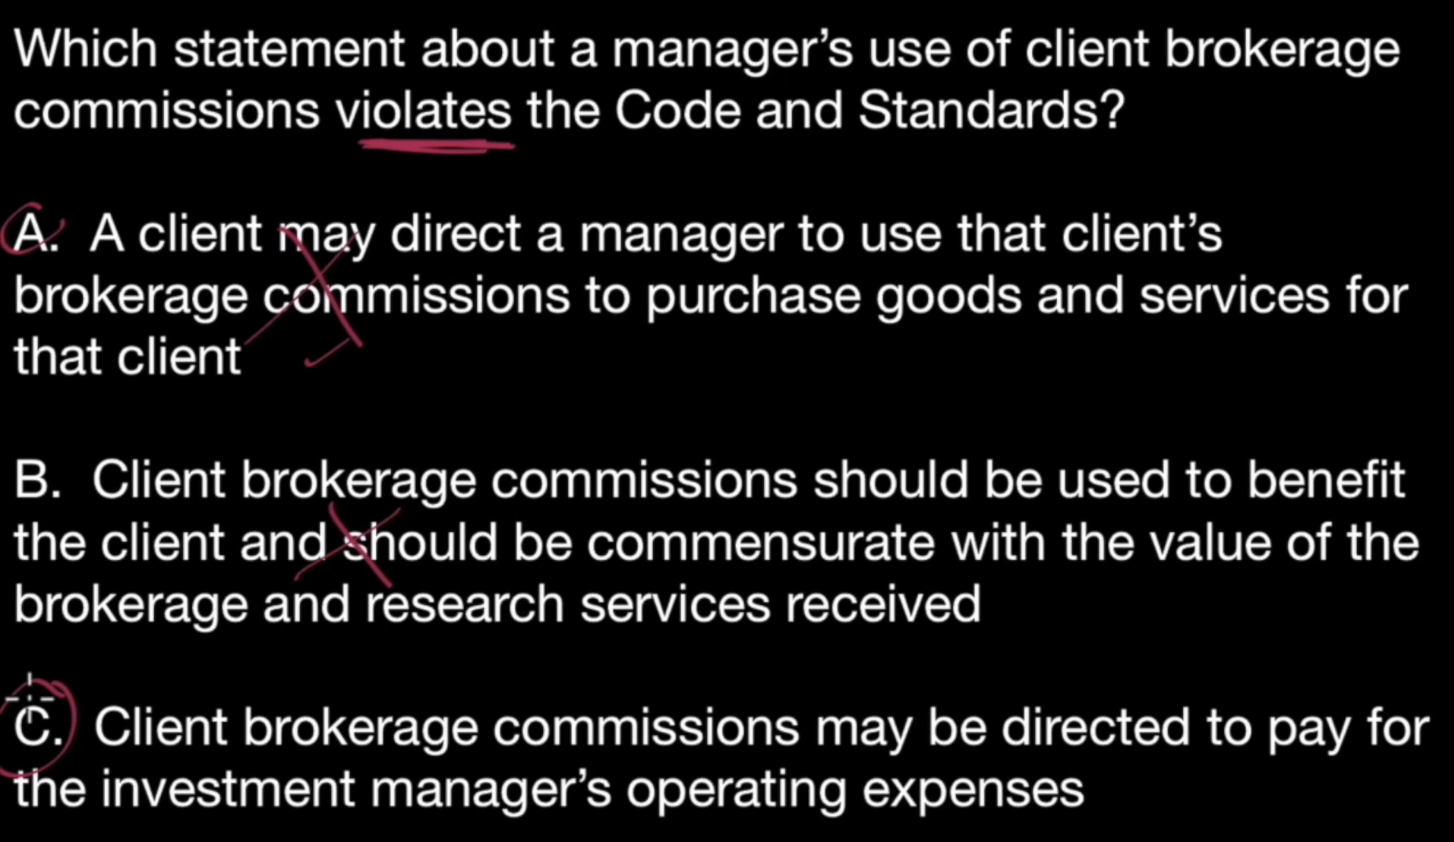 Which statement about a manager’s use of client brokerage
commissions violates the Code and Standards?
A. A client may direct a manager to use that client’s
brokerage commissions to purchase goods and services for
that client
B. Client brokerage commissions should be used to benefit
the client and should be commensurate with the value of the
brokerage and research services received
C. Client brokerage commissions may be directed to pay for
the investment manager’s operating expenses